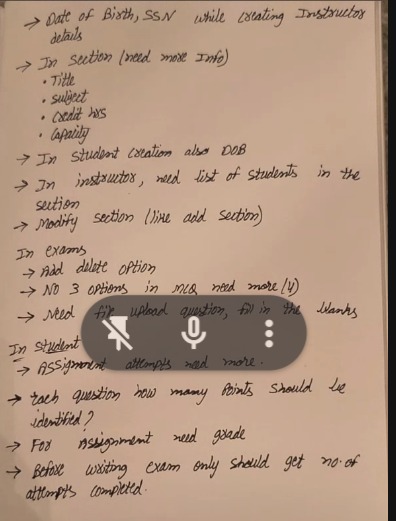 → Date of Birth, SSN while creating Instructor
details
→ In section (need more Info)
• Title
• subject
• credit hrs
• capacity
→ In student creation also DOB
→ In instructor, need list of students in the
section
→ Modify section (like add section)
In exams
→ Add delete option
→ No 3 options in MCQ need more (4)
→ Need file upload question, fill in the blanks
In student
→ Assignment attempts need more.
→ Each question how many points should be
identified?
→ For Assignment need grade
→ Before writing exam only should get no. of
attempts completed.